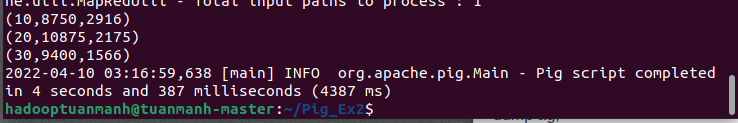 ne.util.MapRedUtil - Total input paths to process : 1
(10,8750,2916)
(20,10875,2175)
(30,9400,1566)
2022-04-10 03:16:59,638 [main] INFO  org.apache.pig.Main - Pig script completed
in 4 seconds and 387 milliseconds (4387 ms)
hadooptuanmanh@tuanmanh-master:~/Pig_Ex2$